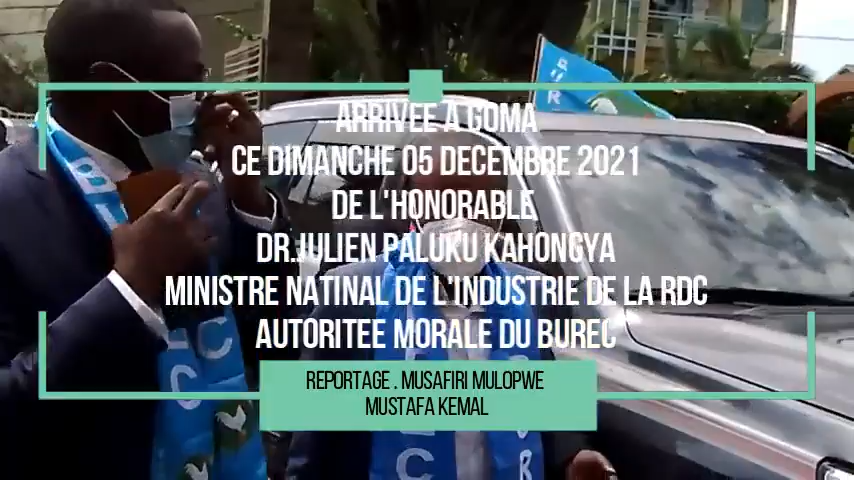 ARRIVEE A GOMA
CE DIMANCHE 05 DECEMBRE 2021
DE L'HONORABLE
DR.JULIEN PALUKU KAHONGYA
MINISTRE NATINAL DE L'INDUSTRIE DE LA RDC
AUTORITEE MORALE DU BUREC
REPORTAGE . MUSAFIRI MULOPWE
MUSTAFA KEMAL
BUR
B
E
C
C
E
C
B
U
R